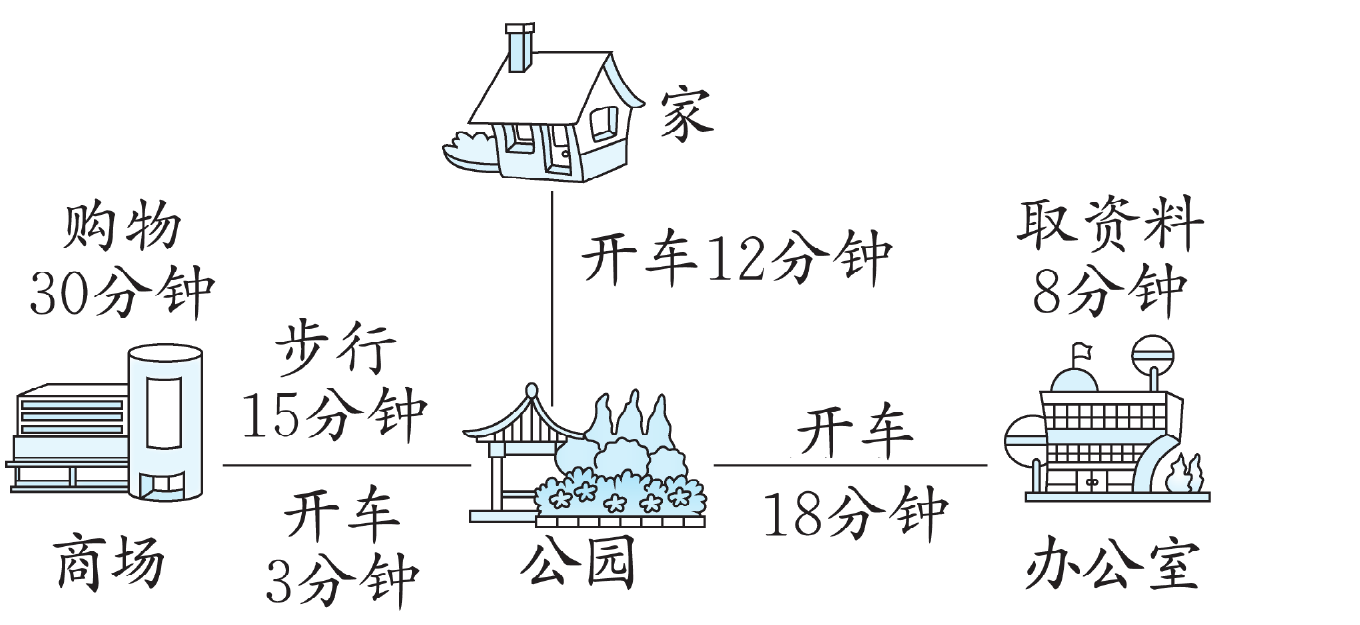 家
购物
30分钟
开车12分钟
取资料
8分钟
步行
15分钟
开车
18分钟
开车
3分钟
商场
公园
办公室